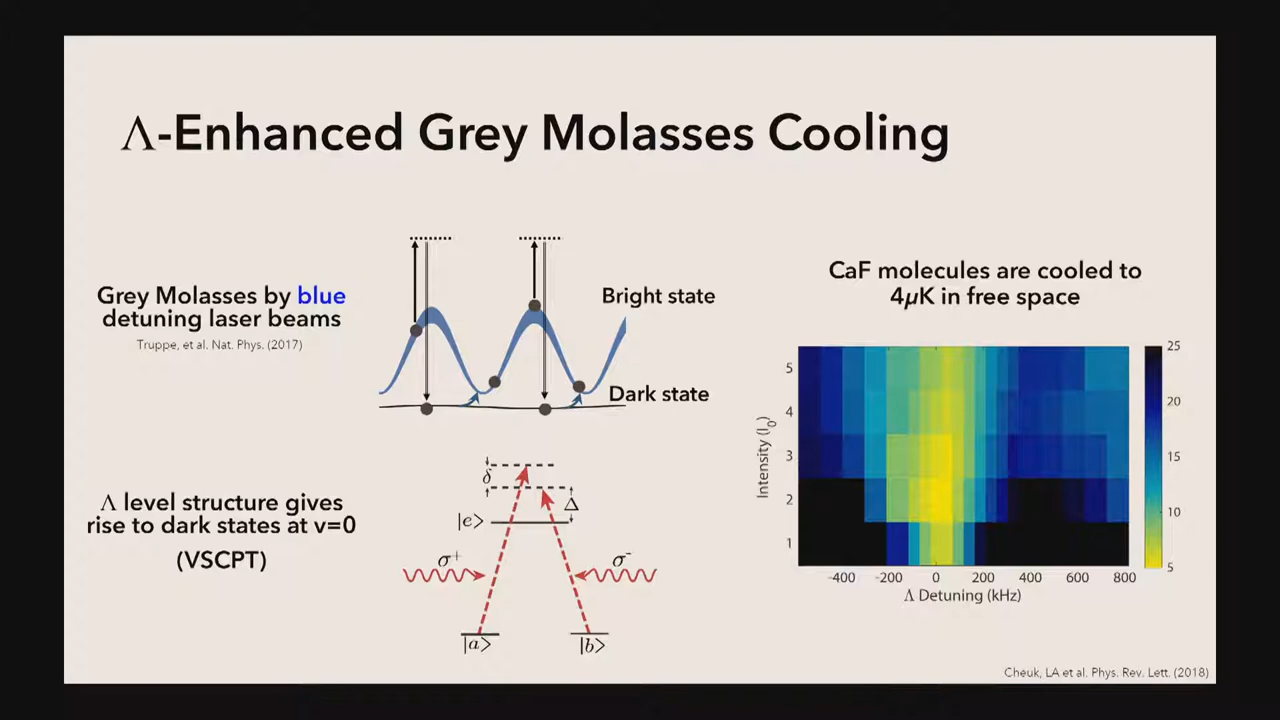 Λ-Enhanced Grey Molasses Cooling
Grey Molasses by blue
detuning laser beams
Truppe, et al. Nat. Phys. (2017)
Bright state
Dark state
CaF molecules are cooled to
4μK in free space
Λ level structure gives
rise to dark states at v=0
(VSCPT)
δ
Δ
|e>
σ+
σ-
|a>
|b>
Intensity (I₀)
5
4
3
2
1
-400 -200 0 200 400 600 800
Λ Detuning (kHz)
25
20
15
10
5
Cheuk, LA et al. Phys. Rev. Lett. (2018)